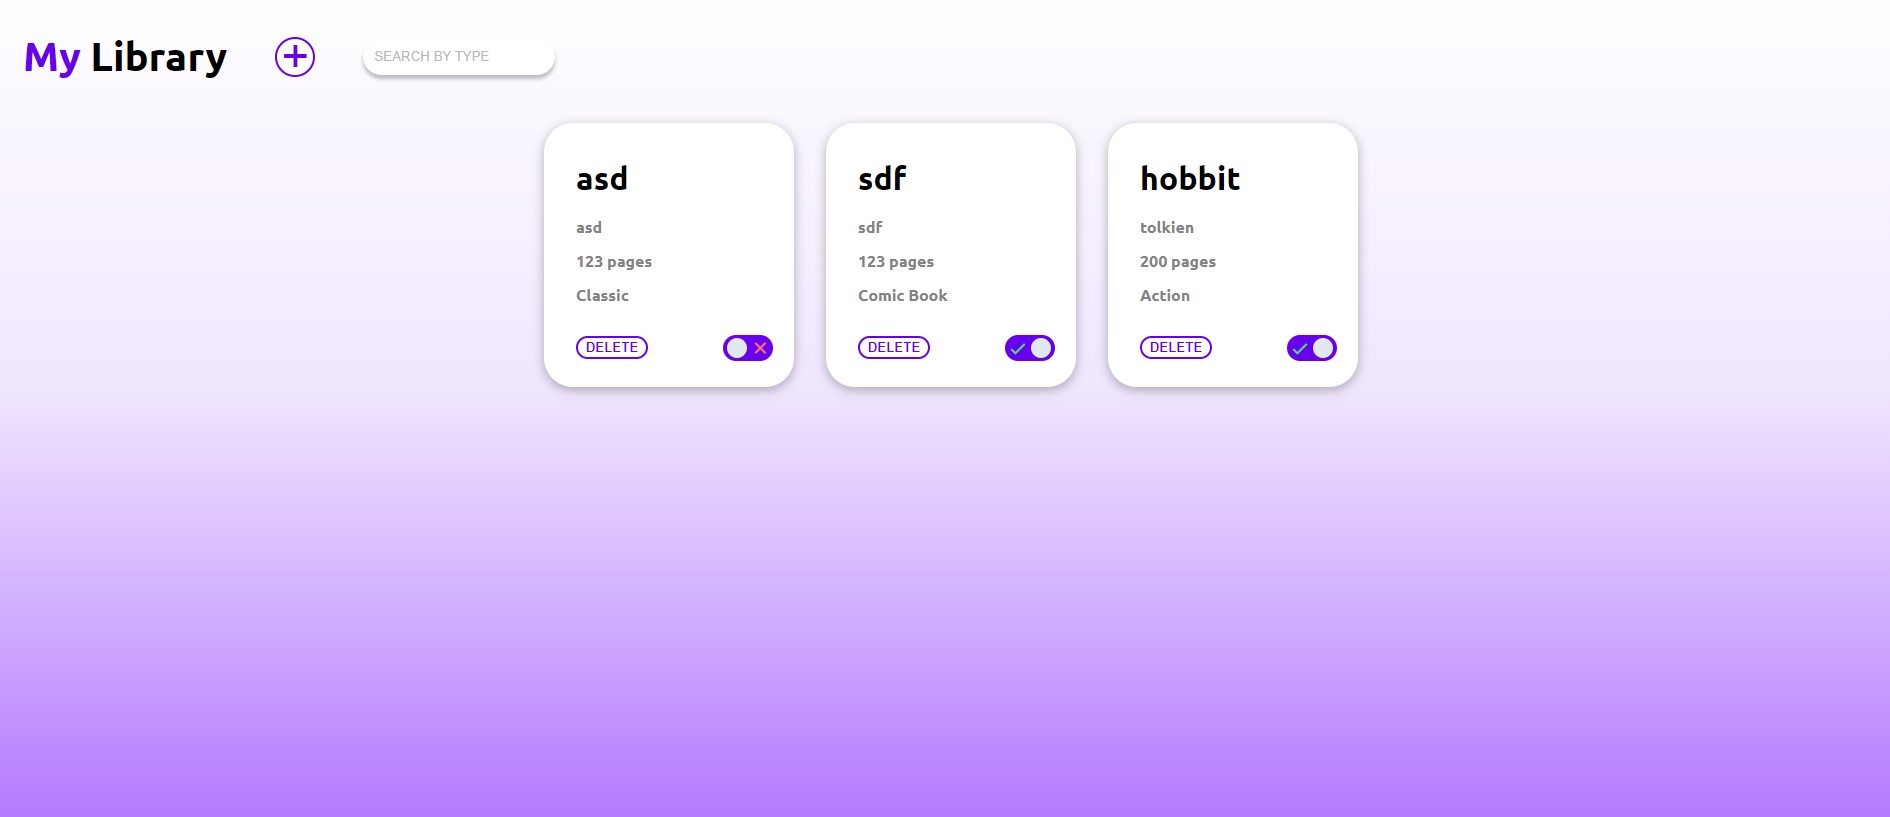 My Library
SEARCH BY TYPE
asd
asd
123 pages
Classic
DELETE
sdf
sdf
123 pages
Comic Book
DELETE
hobbit
tolkien
200 pages
Action
DELETE